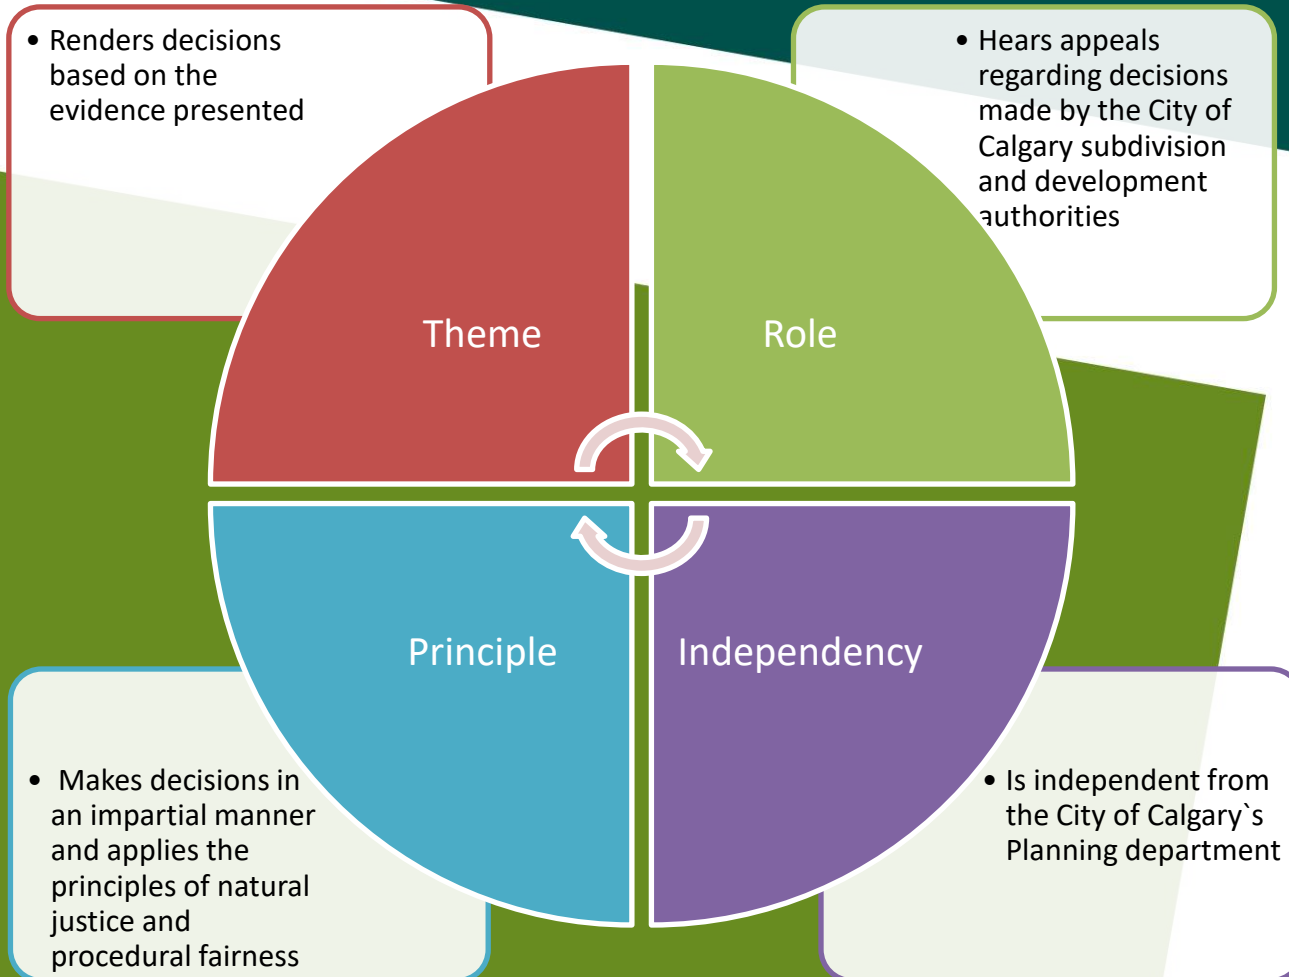 • Renders decisions
based on the
evidence presented
• Hears appeals
regarding decisions
made by the City of
Calgary subdivision
and development
authorities
Theme
Role
Principle
Independency
• Makes decisions in
an impartial manner
and applies the
principles of natural
justice and
procedural fairness
• Is independent from
the City of Calgary`s
Planning department